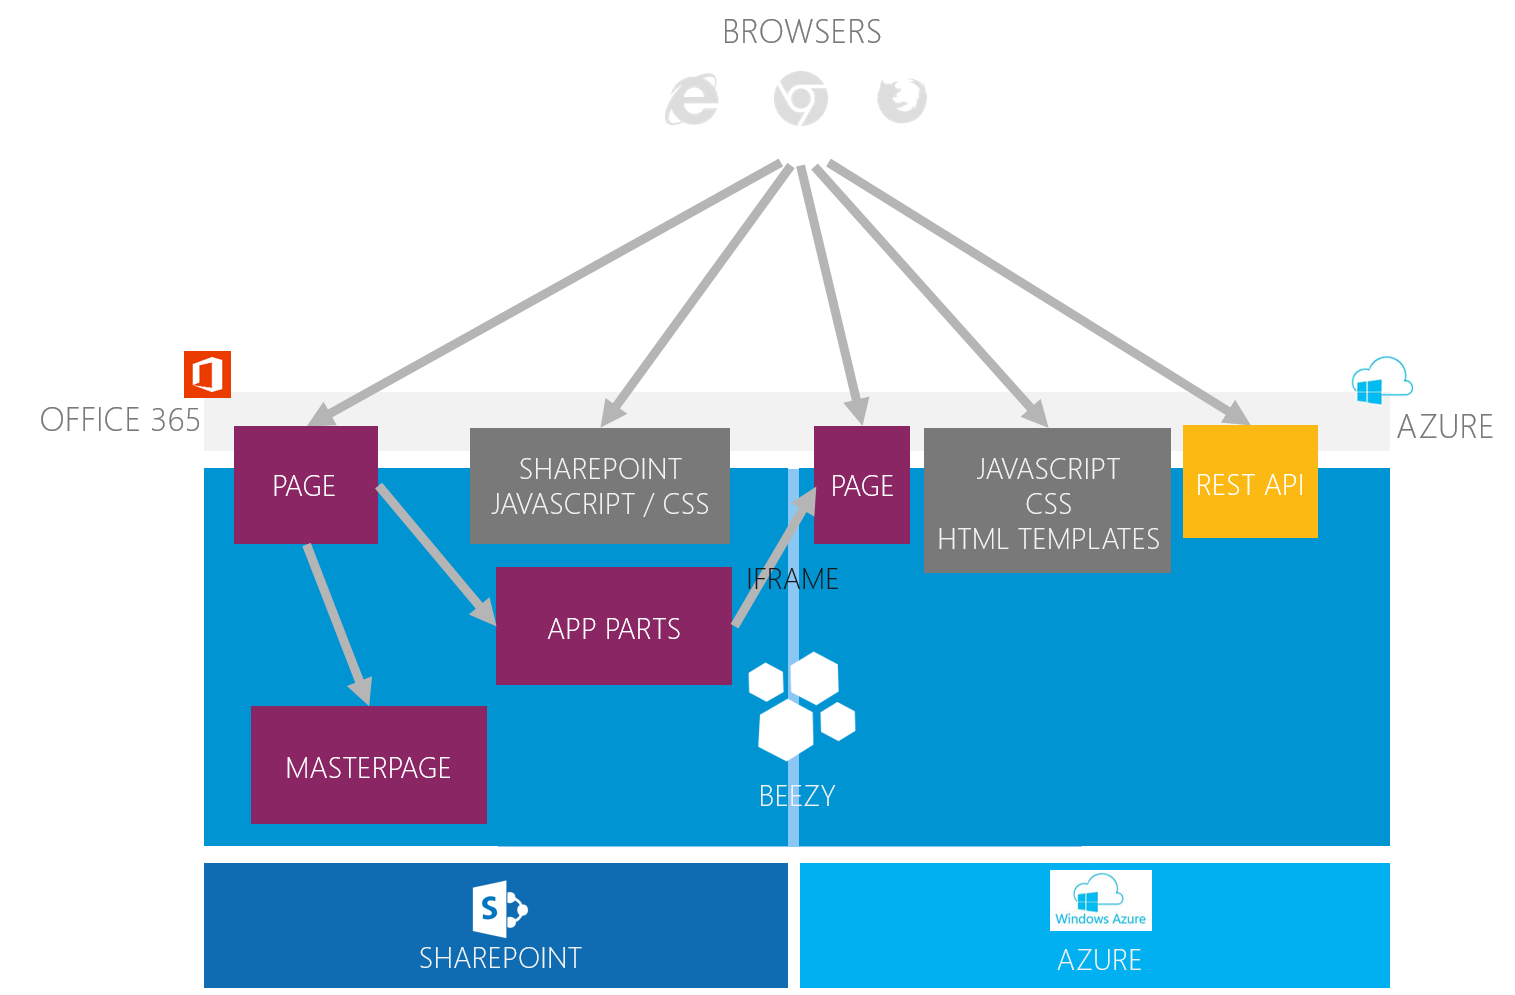 BROWSERS
OFFICE 365
AZURE
PAGE
SHAREPOINT
JAVASCRIPT / CSS
PAGE
JAVASCRIPT
CSS
HTML TEMPLATES
REST API
IFRAME
APP PARTS
MASTERPAGE
BEEZY
S
SHAREPOINT
Windows Azure
AZURE